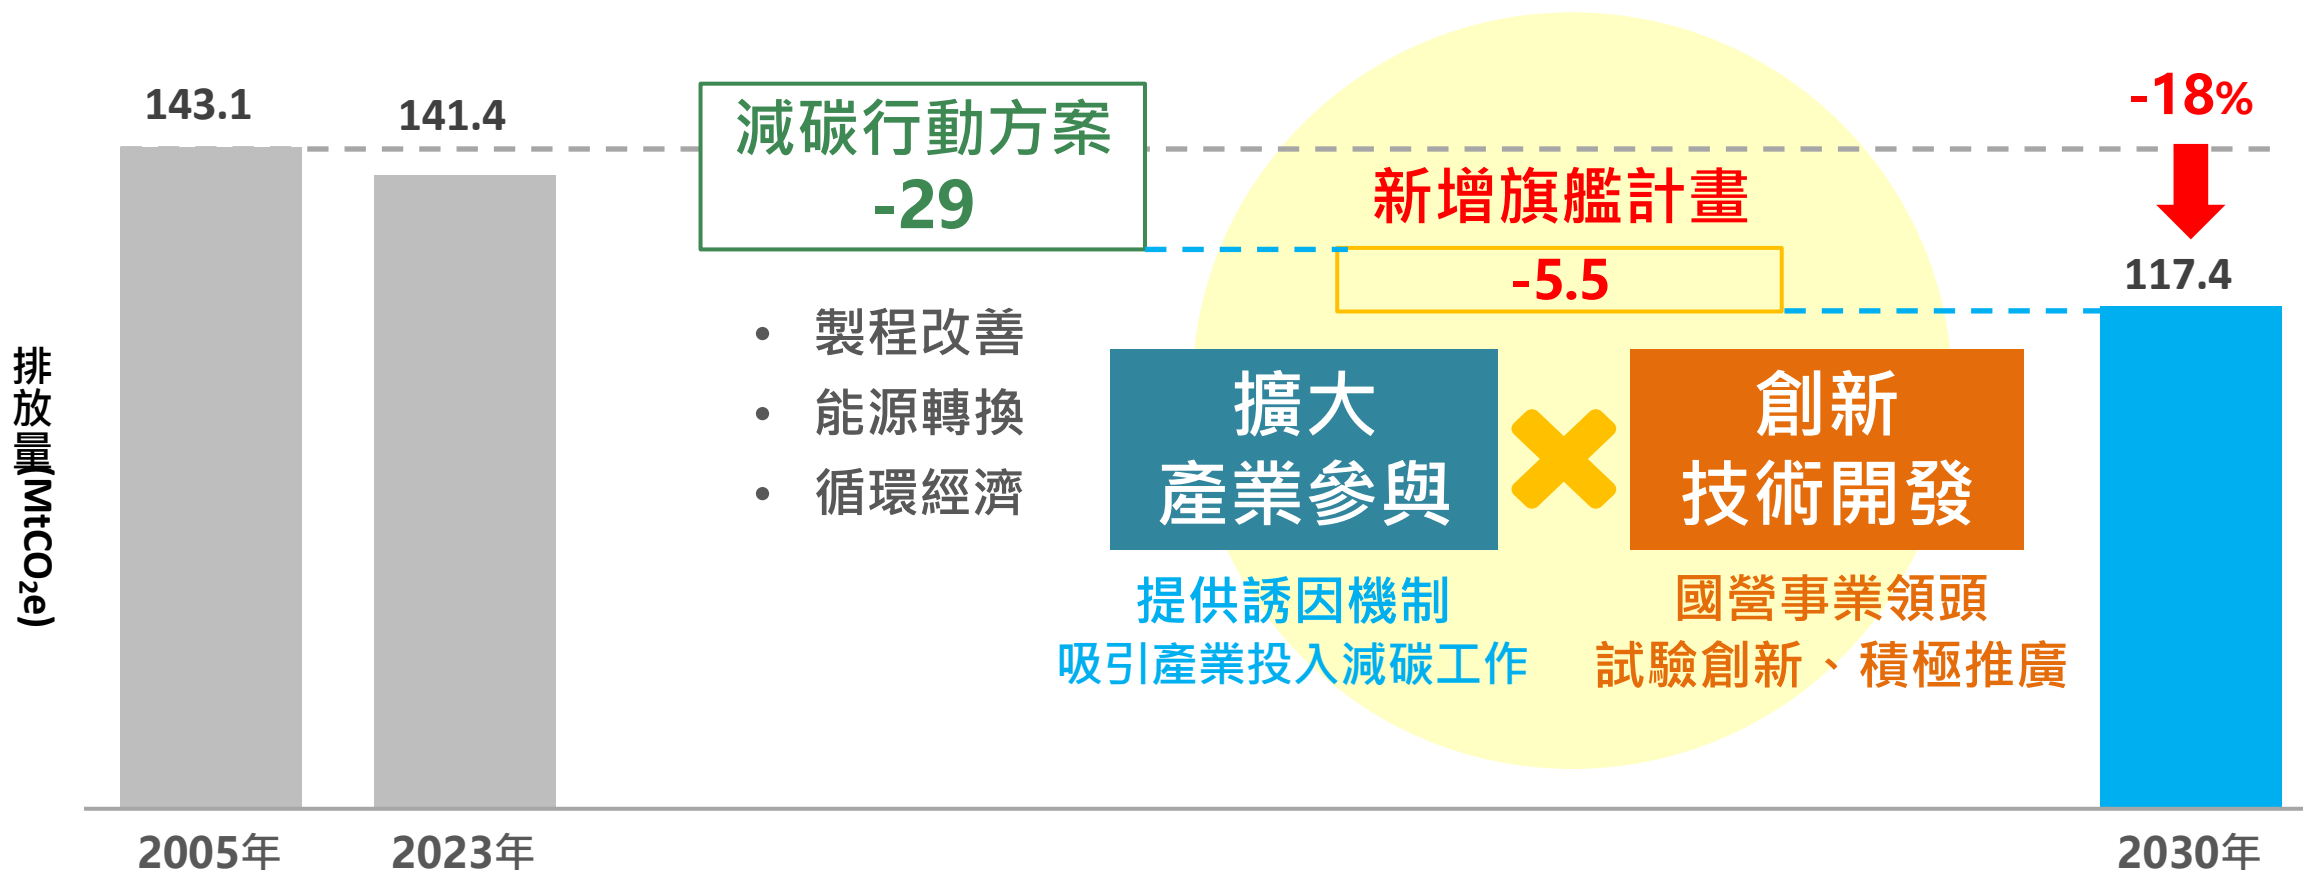 排放量(MtCO₂e)
143.1
141.4
減碳行動方案
-29
• 製程改善
• 能源轉換
• 循環經濟
新增旗艦計畫
-5.5
擴大
產業參與
創新
技術開發
提供誘因機制
吸引產業投入減碳工作
國營事業領頭
試驗創新、積極推廣
-18%
117.4
2005年
2023年
2030年